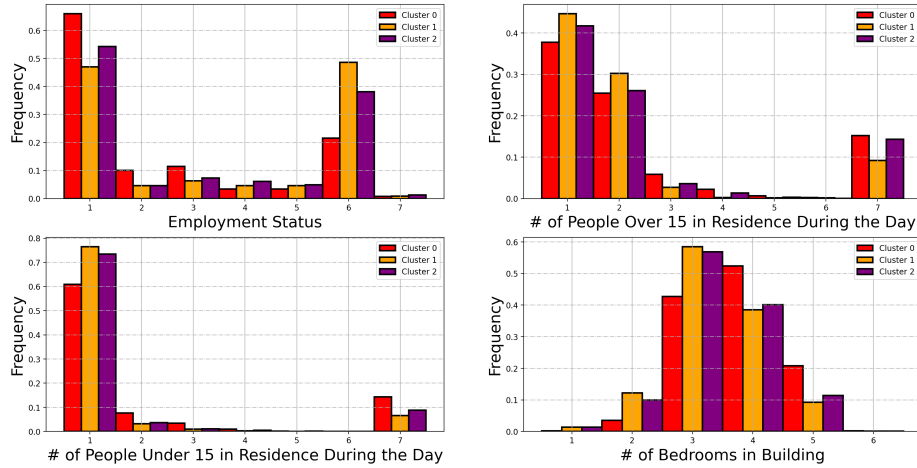 0.6
0.5
0.4
0.3
0.2
0.1
0.0
Frequency
1 2 3 4 5 6 7
Employment Status
Cluster 0
Cluster 1
Cluster 2
0.4
0.3
0.2
0.1
0.0
Frequency
1 2 3 4 5 6 7
# of People Over 15 in Residence During the Day
Cluster 0
Cluster 1
Cluster 2
0.8
0.7
0.6
0.5
0.4
0.3
0.2
0.1
0.0
Frequency
1 2 3 4 5 6 7
# of People Under 15 in Residence During the Day
Cluster 0
Cluster 1
Cluster 2
0.6
0.5
0.4
0.3
0.2
0.1
0.0
Frequency
1 2 3 4 5 6
# of Bedrooms in Building
Cluster 0
Cluster 1
Cluster 2